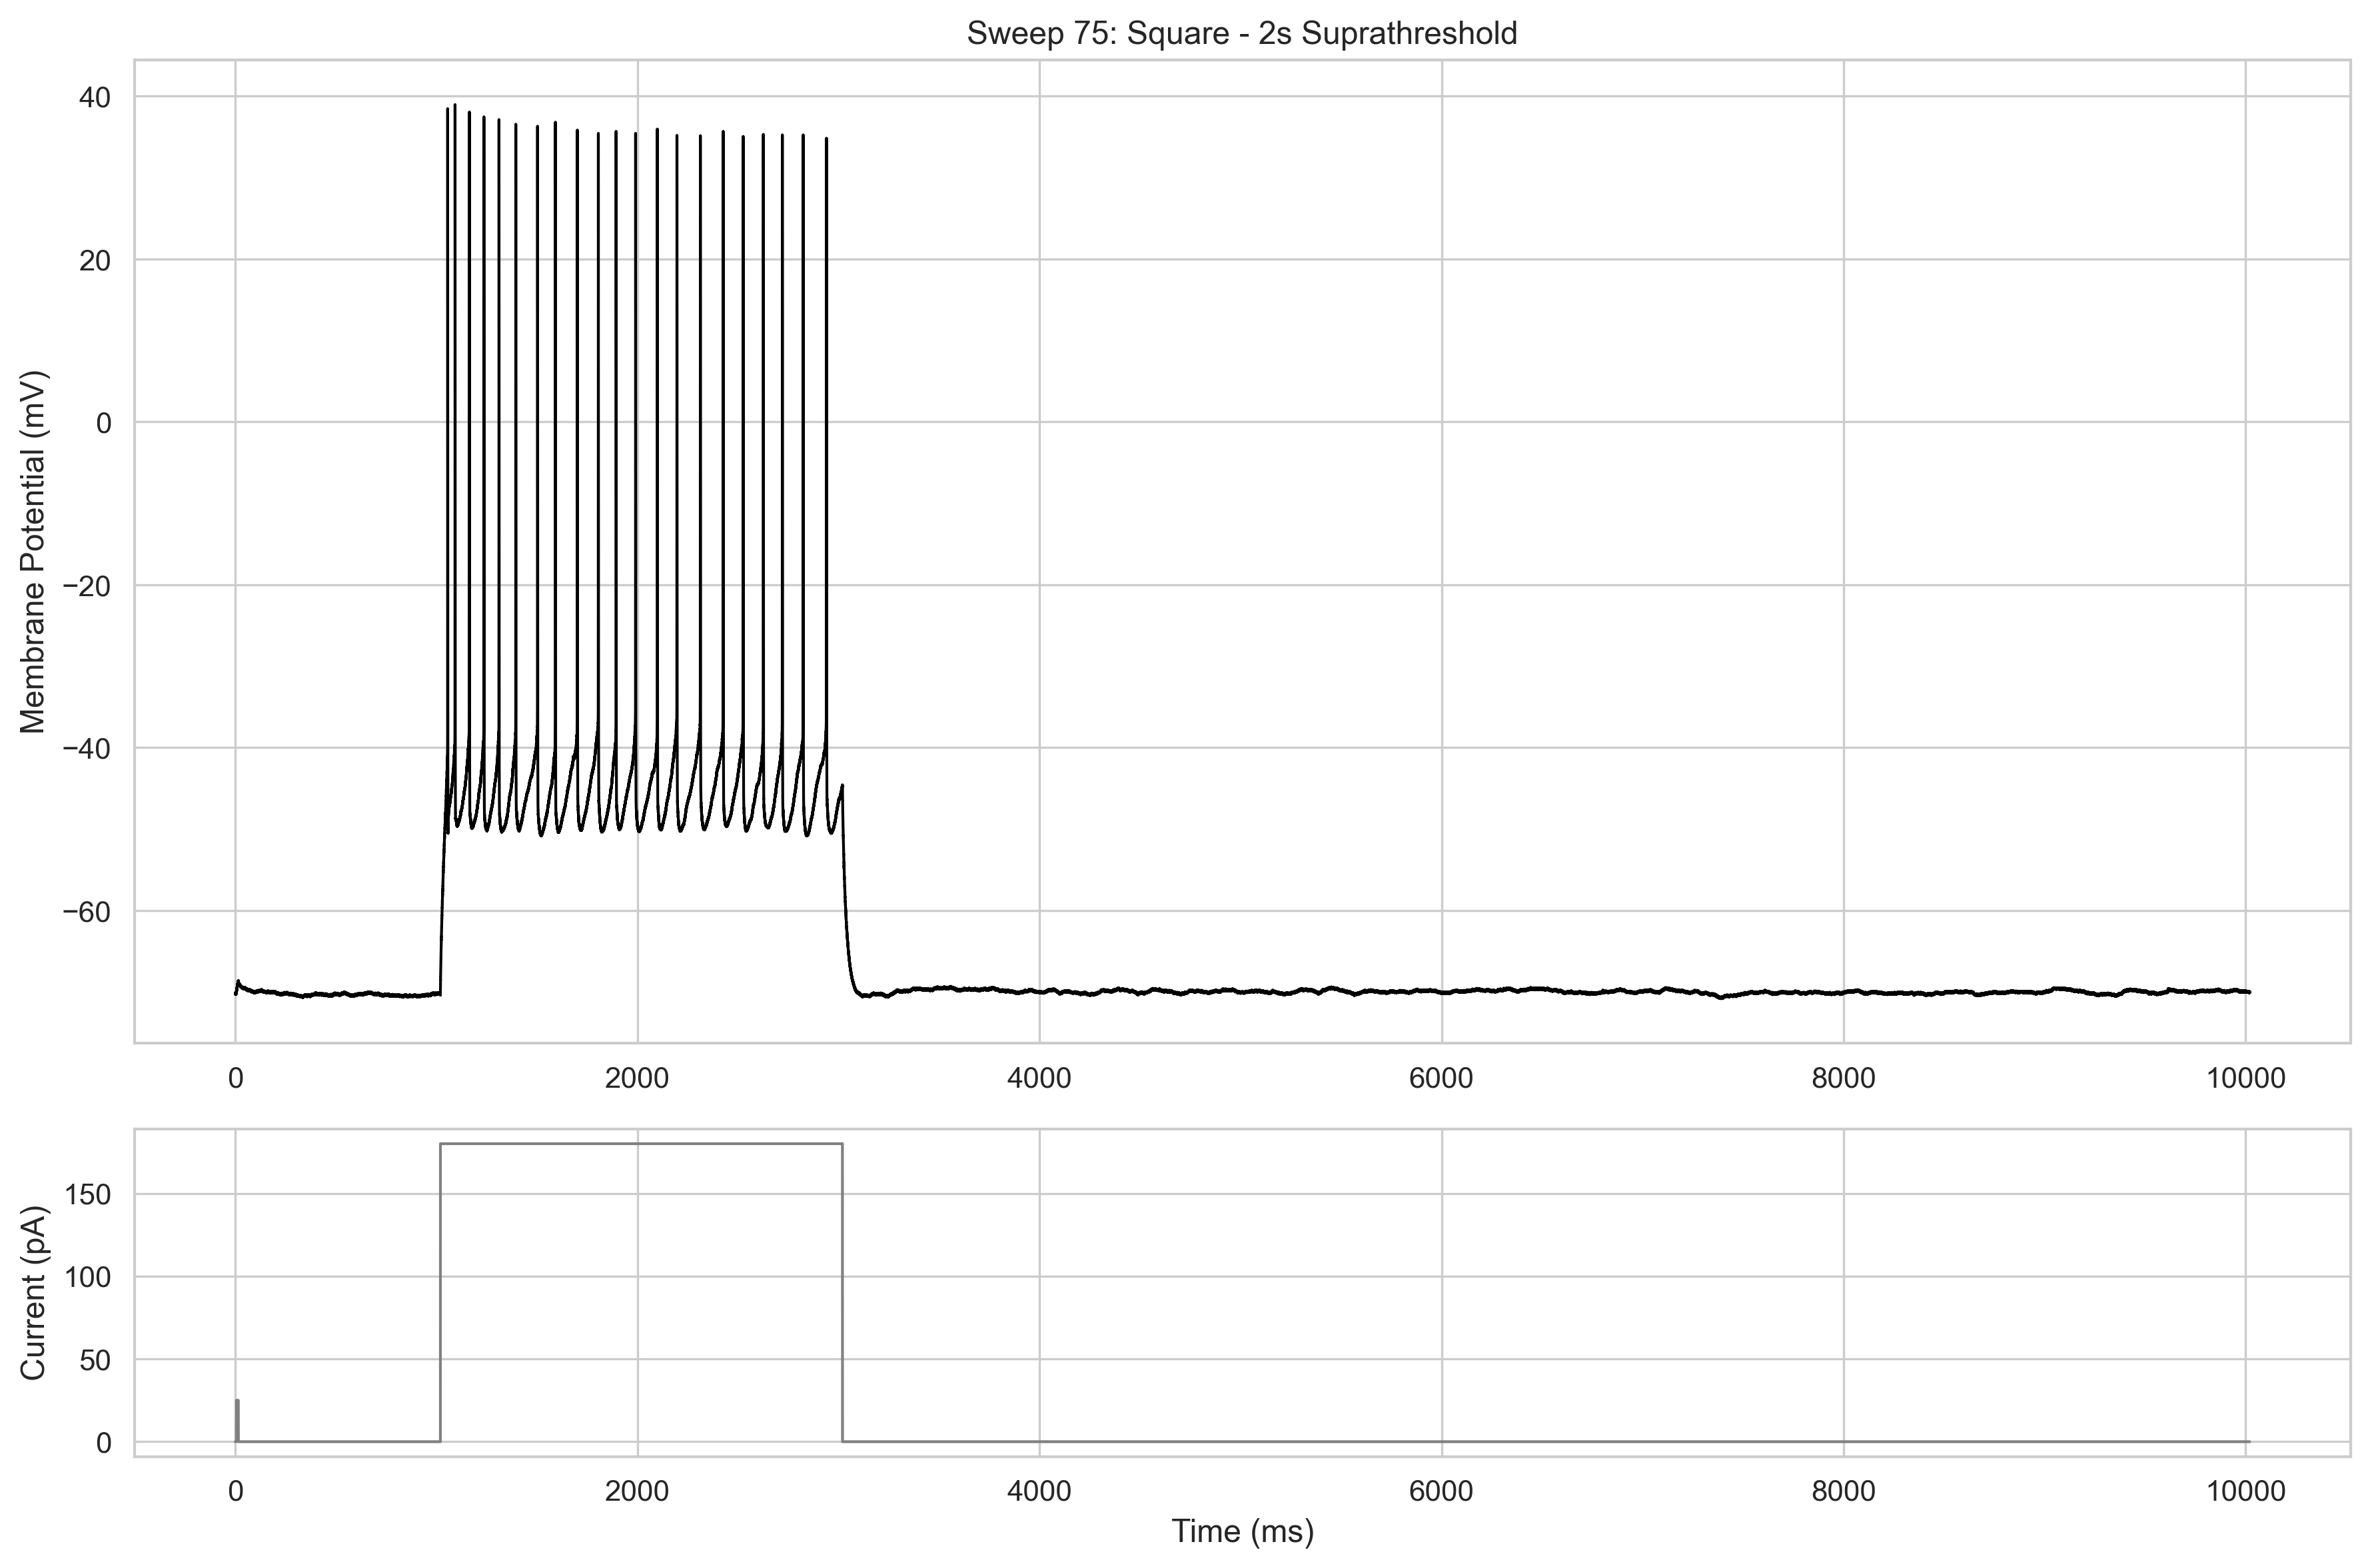 Sweep 75: Square - 2s Suprathreshold
Membrane Potential (mV)
40
20
0
−20
−40
−60
0 2000 4000 6000 8000 10000
Current (pA)
150
100
50
0
0 2000 4000 6000 8000 10000
Time (ms)